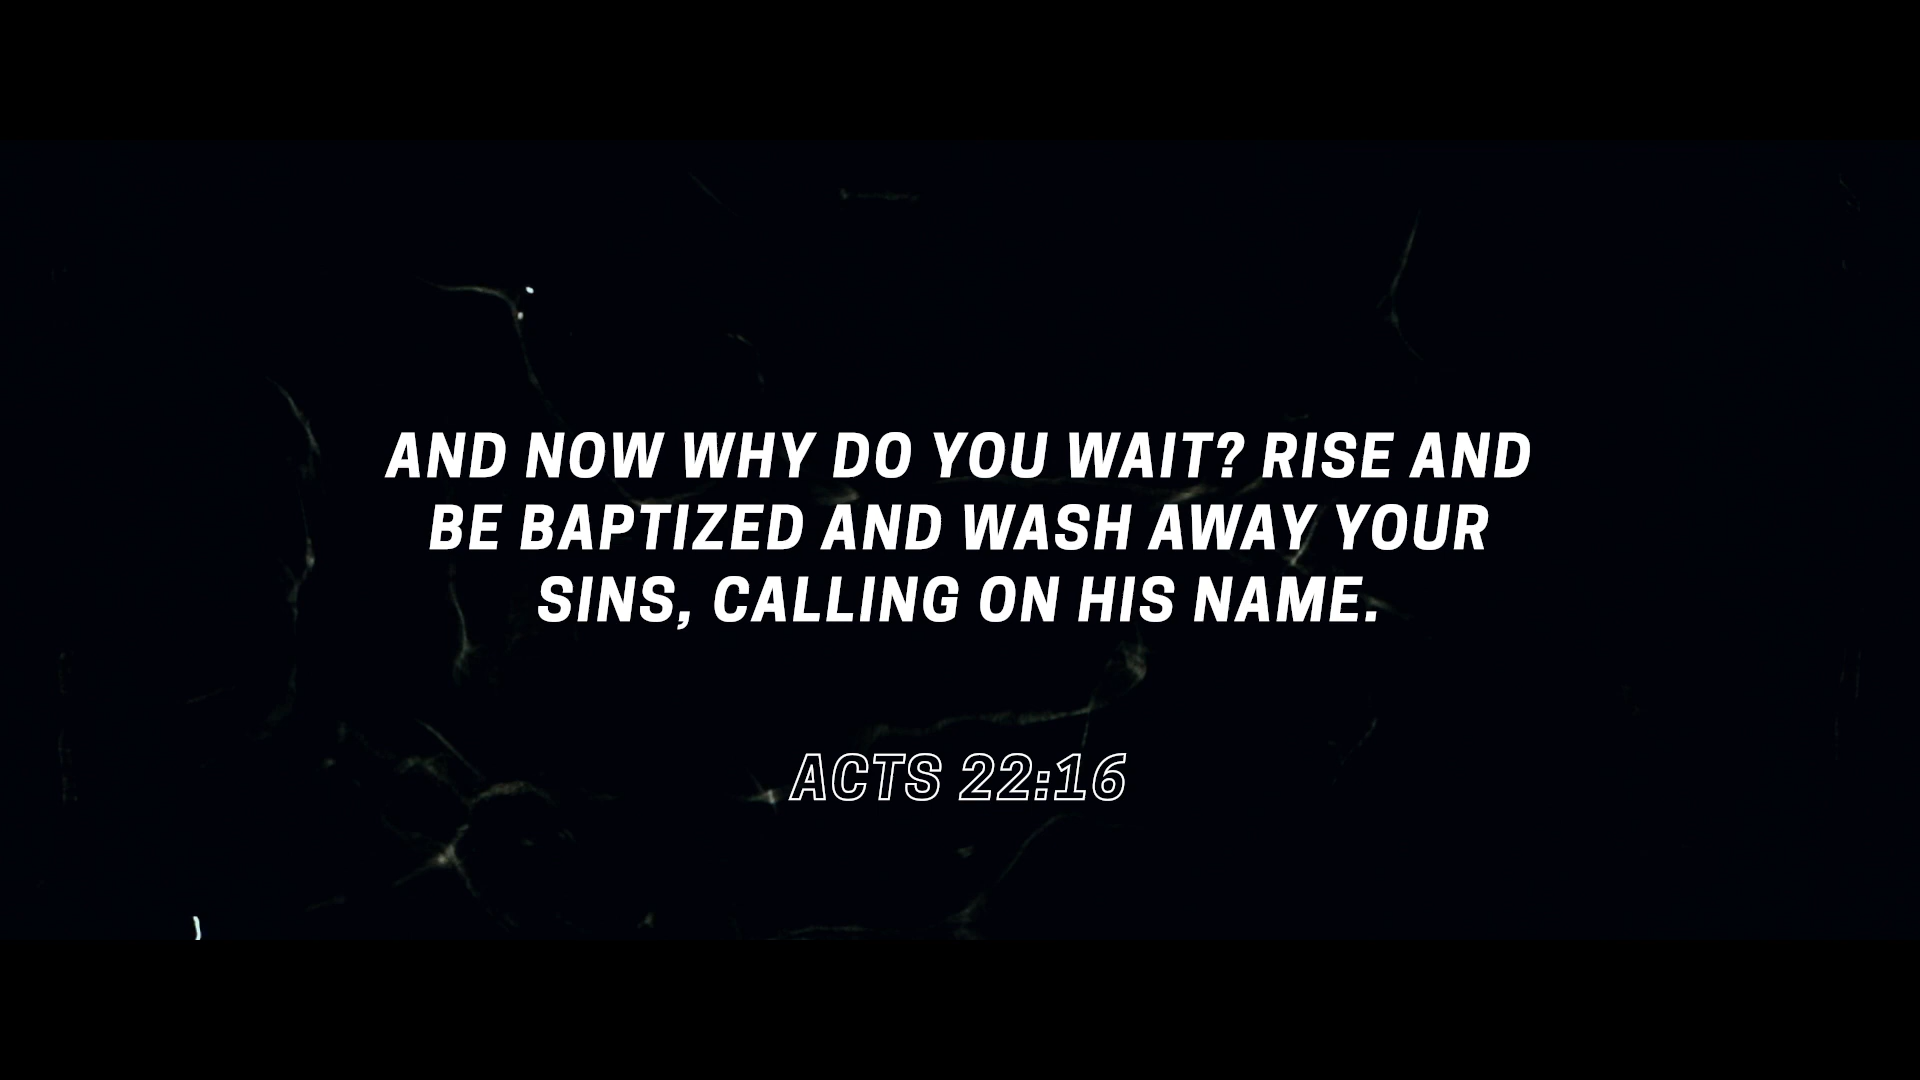 AND NOW WHY DO YOU WAIT? RISE AND
BE BAPTIZED AND WASH AWAY YOUR
SINS, CALLING ON HIS NAME.
ACTS 22:16